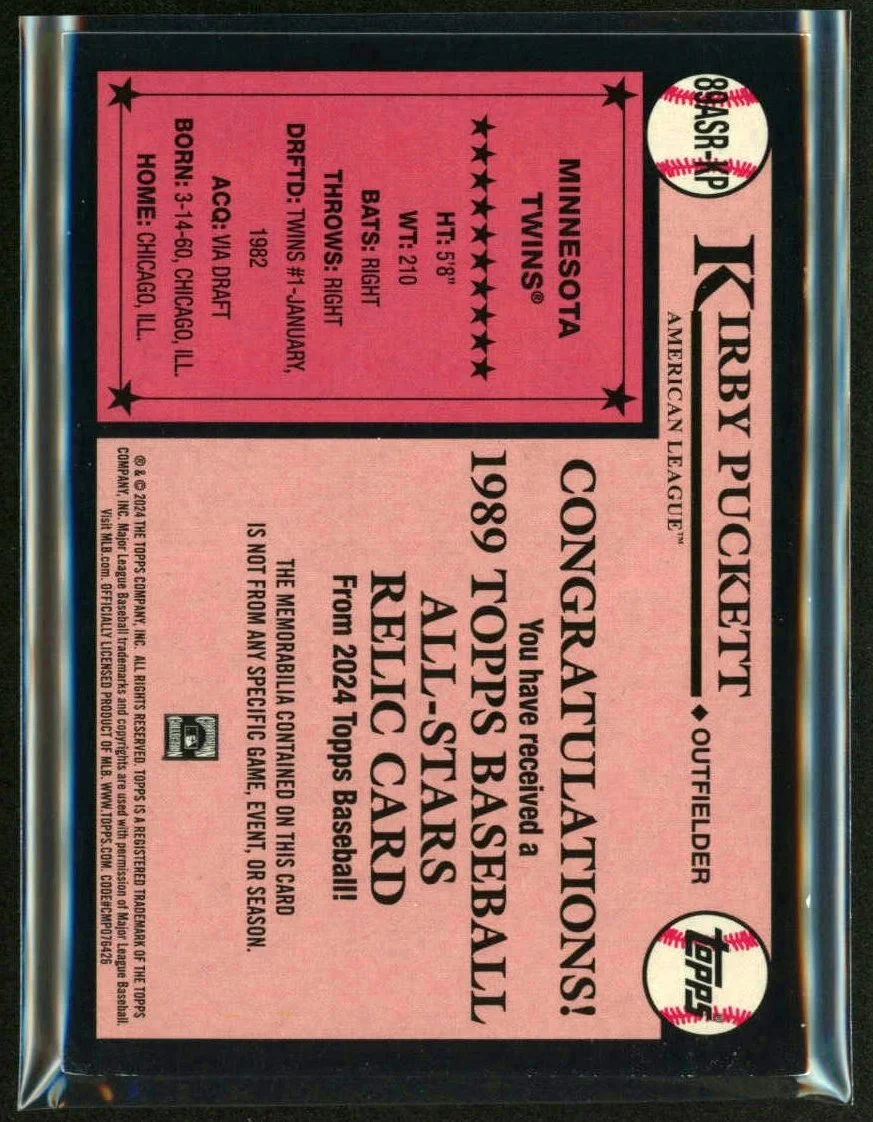 89ASR-KP
KIRBY PUCKETT
AMERICAN LEAGUE™
◆ OUTFIELDER
TOPPS®
MINNESOTA
TWINS®
★★★★★★★★★★
HT: 5'8"
WT: 210
BATS: RIGHT
THROWS: RIGHT
DRFTD: TWINS #1-JANUARY,
1982
ACQ: VIA DRAFT
BORN: 3-14-60, CHICAGO, ILL.
HOME: CHICAGO, ILL.
CONGRATULATIONS!
You have received a
1989 TOPPS BASEBALL
ALL-STARS
RELIC CARD
From 2024 Topps Baseball!
THE MEMORABILIA CONTAINED ON THIS CARD
IS NOT FROM ANY SPECIFIC GAME, EVENT, OR SEASON.
COOPERSTOWN
COLLECTION
® & © 2024 THE TOPPS COMPANY, INC. ALL RIGHTS RESERVED. TOPPS IS A REGISTERED TRADEMARK OF THE TOPPS
COMPANY, INC. Major League Baseball trademarks and copyrights are used with permission of Major League Baseball.
Visit MLB.com. OFFICIALLY LICENSED PRODUCT OF MLB. WWW.TOPPS.COM. CODE#CMP076426